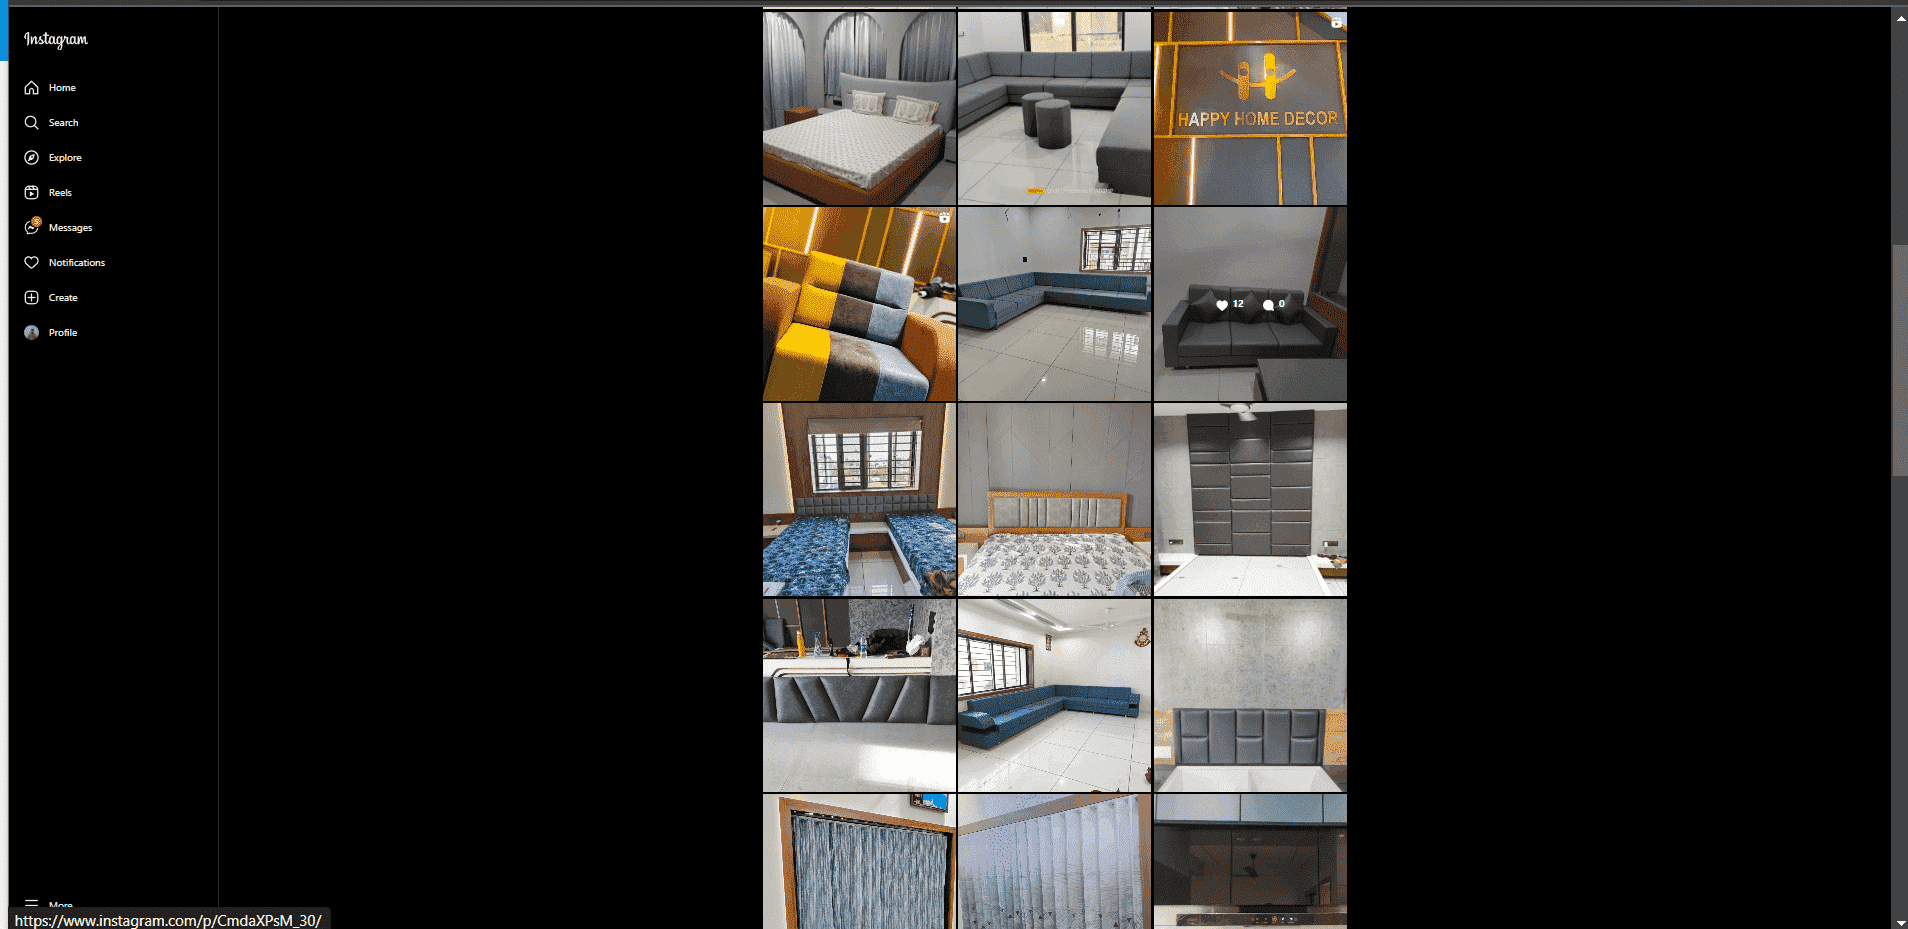 Instagram
Home
Search
Explore
Reels
5
Messages
Notifications
Create
Profile
More
HAPPY HOME DECOR
12 0
https://www.instagram.com/p/CmdaXPsM_30/